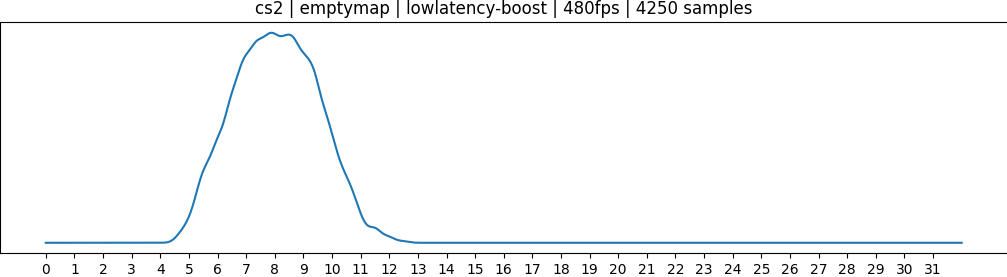 cs2 | emptymap | lowlatency-boost | 480fps | 4250 samples
0 1 2 3 4 5 6 7 8 9 10 11 12 13 14 15 16 17 18 19 20 21 22 23 24 25 26 27 28 29 30 31